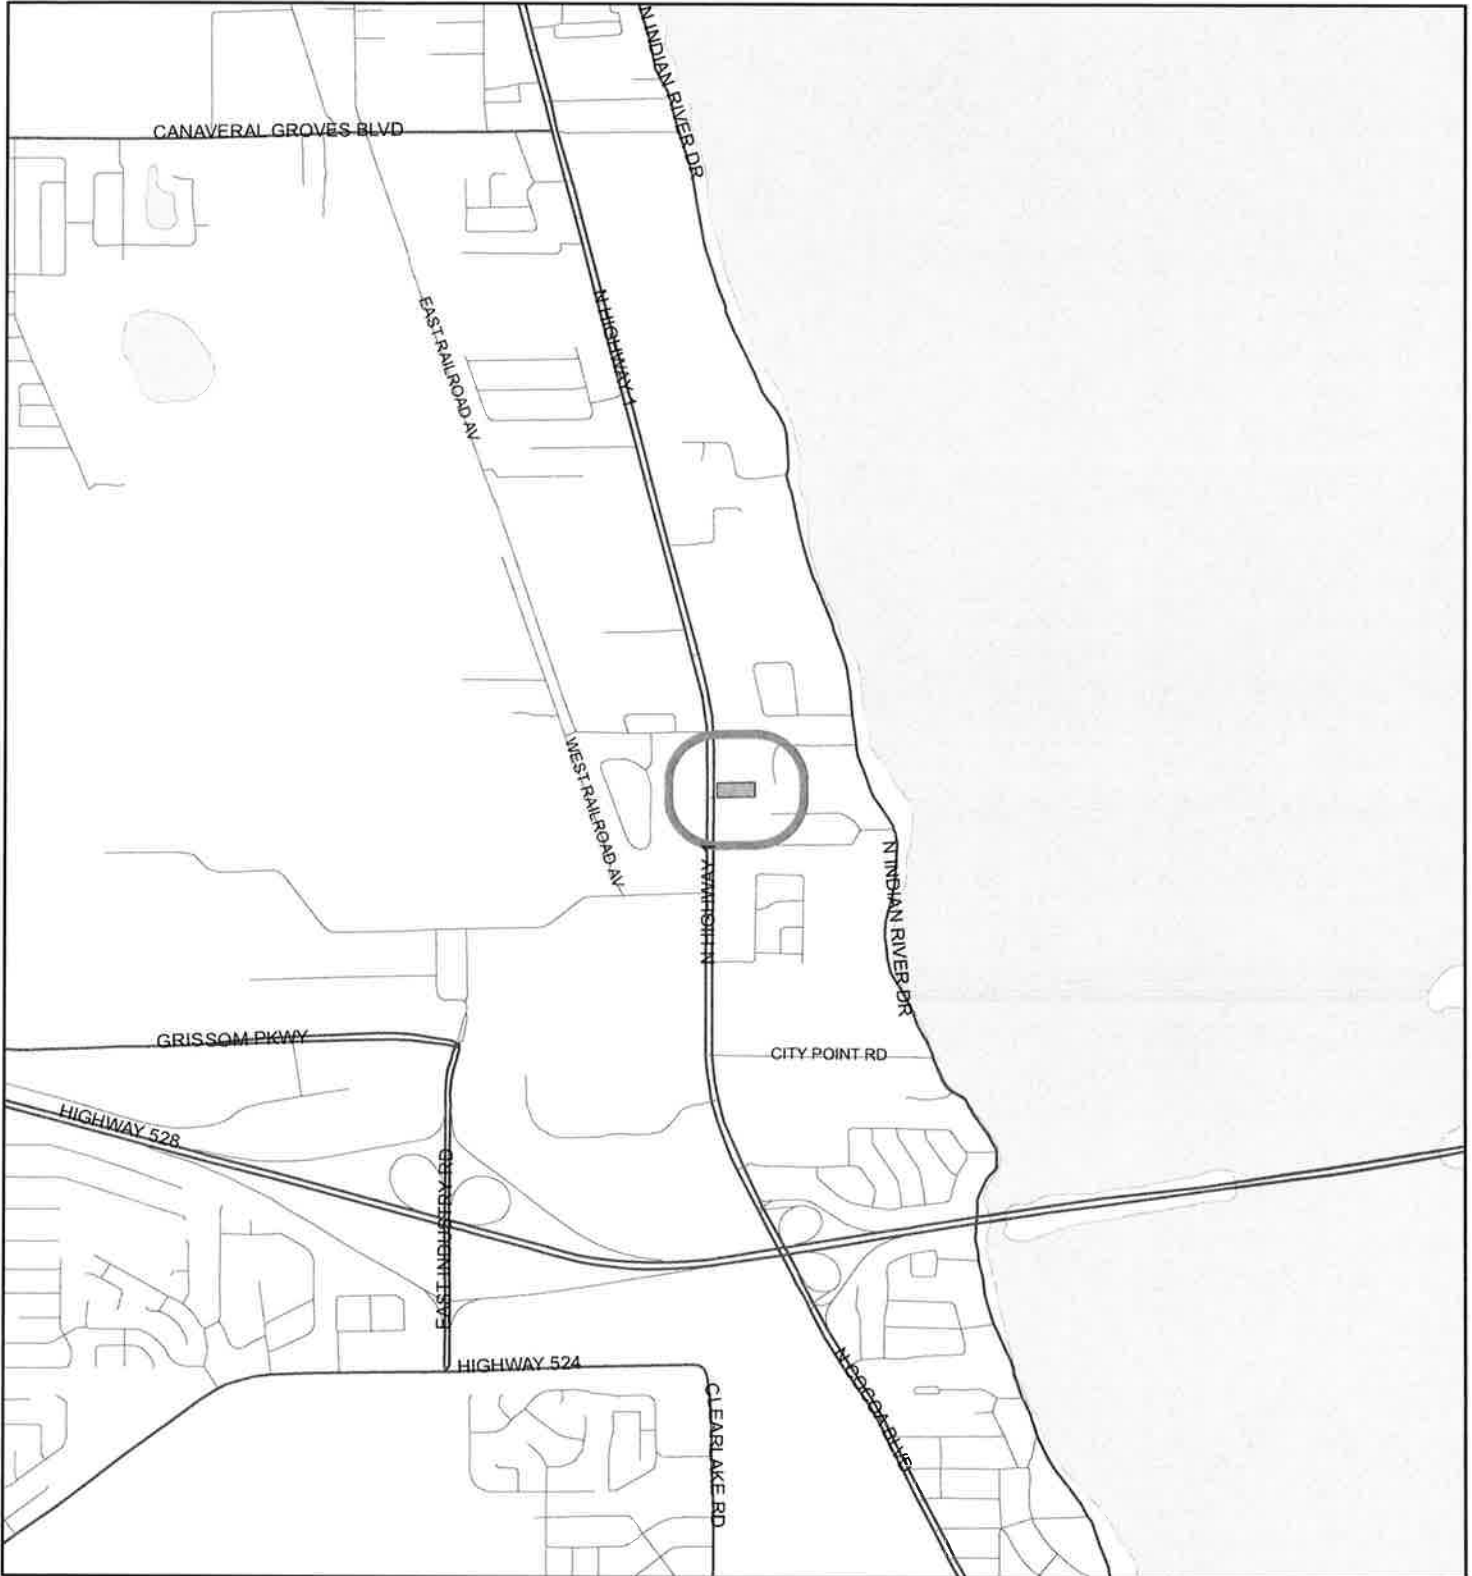 N INDIAN RIVER DR
CANAVERAL GROVES BLVD
N HIGHWAY 1
EAST RAILROAD AV
WEST RAILROAD AV
N HIGHWAY
N INDIAN RIVER DR
GRISSOM PKWY
CITY POINT RD
HIGHWAY 528
EAST INDUSTRY RD
HIGHWAY 524
N COCOA BLVD
CLEARLAKE RD